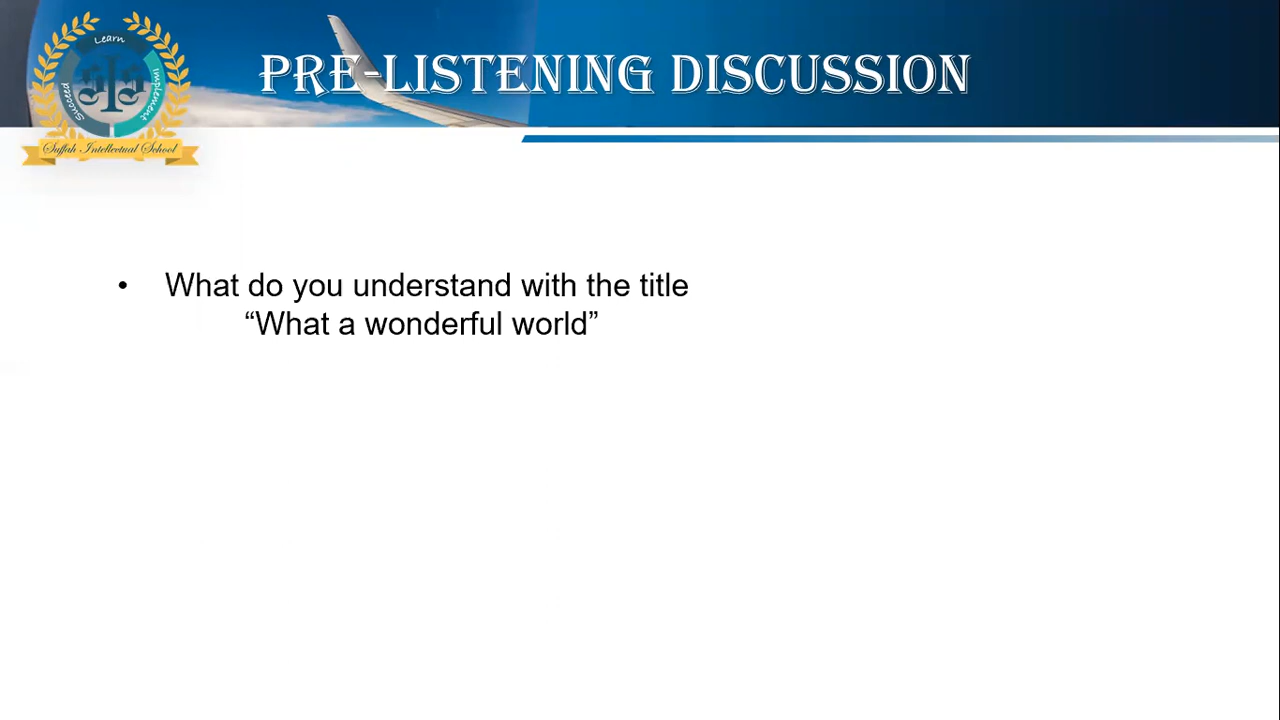 Learn
Succeed
Implement
Suffah Intellectual School
PRE-LISTENING DISCUSSION
• What do you understand with the title
“What a wonderful world”